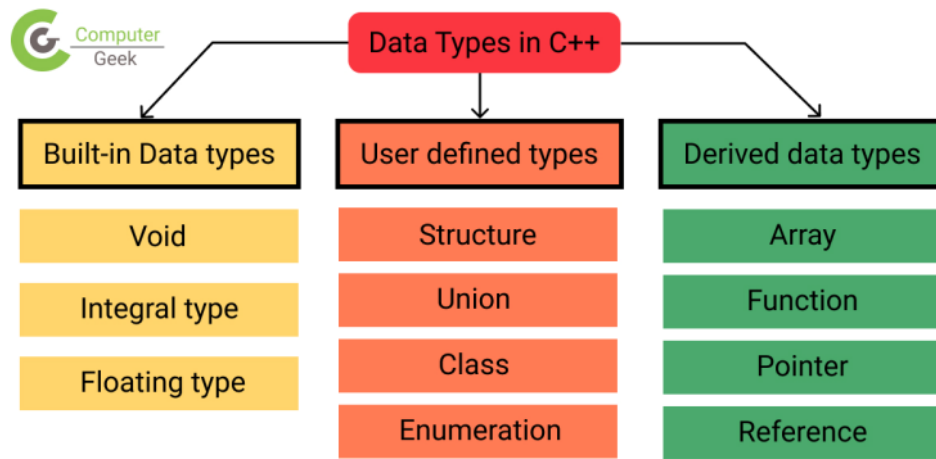 Computer
Geek
Data Types in C++
Built-in Data types
User defined types
Derived data types
Void
Structure
Array
Integral type
Union
Function
Floating type
Class
Pointer
Enumeration
Reference